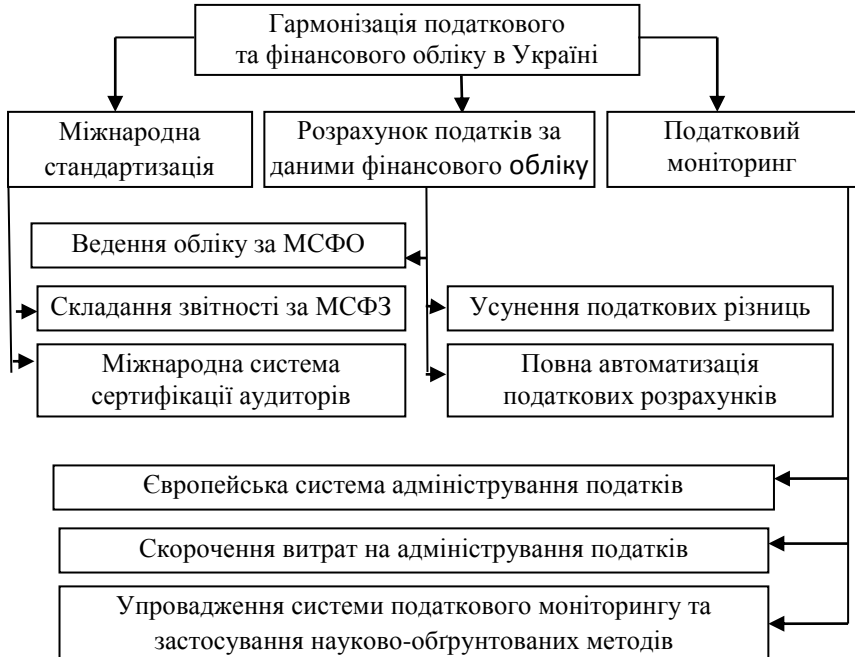 Гармонізація податкового
та фінансового обліку в Україні
Міжнародна
стандартизація
Розрахунок податків за
даними фінансового обліку
Податковий
моніторинг
Ведення обліку за МСФО
Складання звітності за МСФЗ
Усунення податкових різниць
Міжнародна система
сертифікації аудиторів
Повна автоматизація
податкових розрахунків
Європейська система адміністрування податків
Скорочення витрат на адміністрування податків
Упровадження системи податкового моніторингу та
застосування науково-обґрунтованих методів